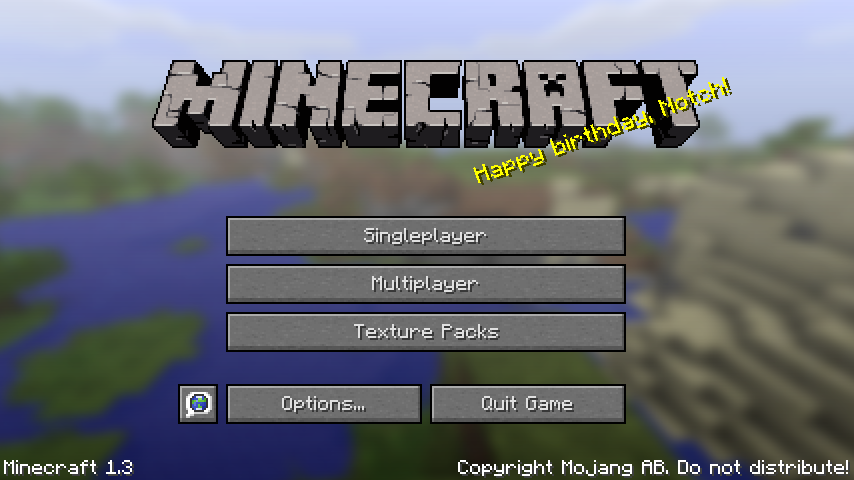 MINECRAFT
Happy birthday, Notch!
Singleplayer
Multiplayer
Texture Packs
Options...
Quit Game
Minecraft 1.3
Copyright Mojang AB. Do not distribute!